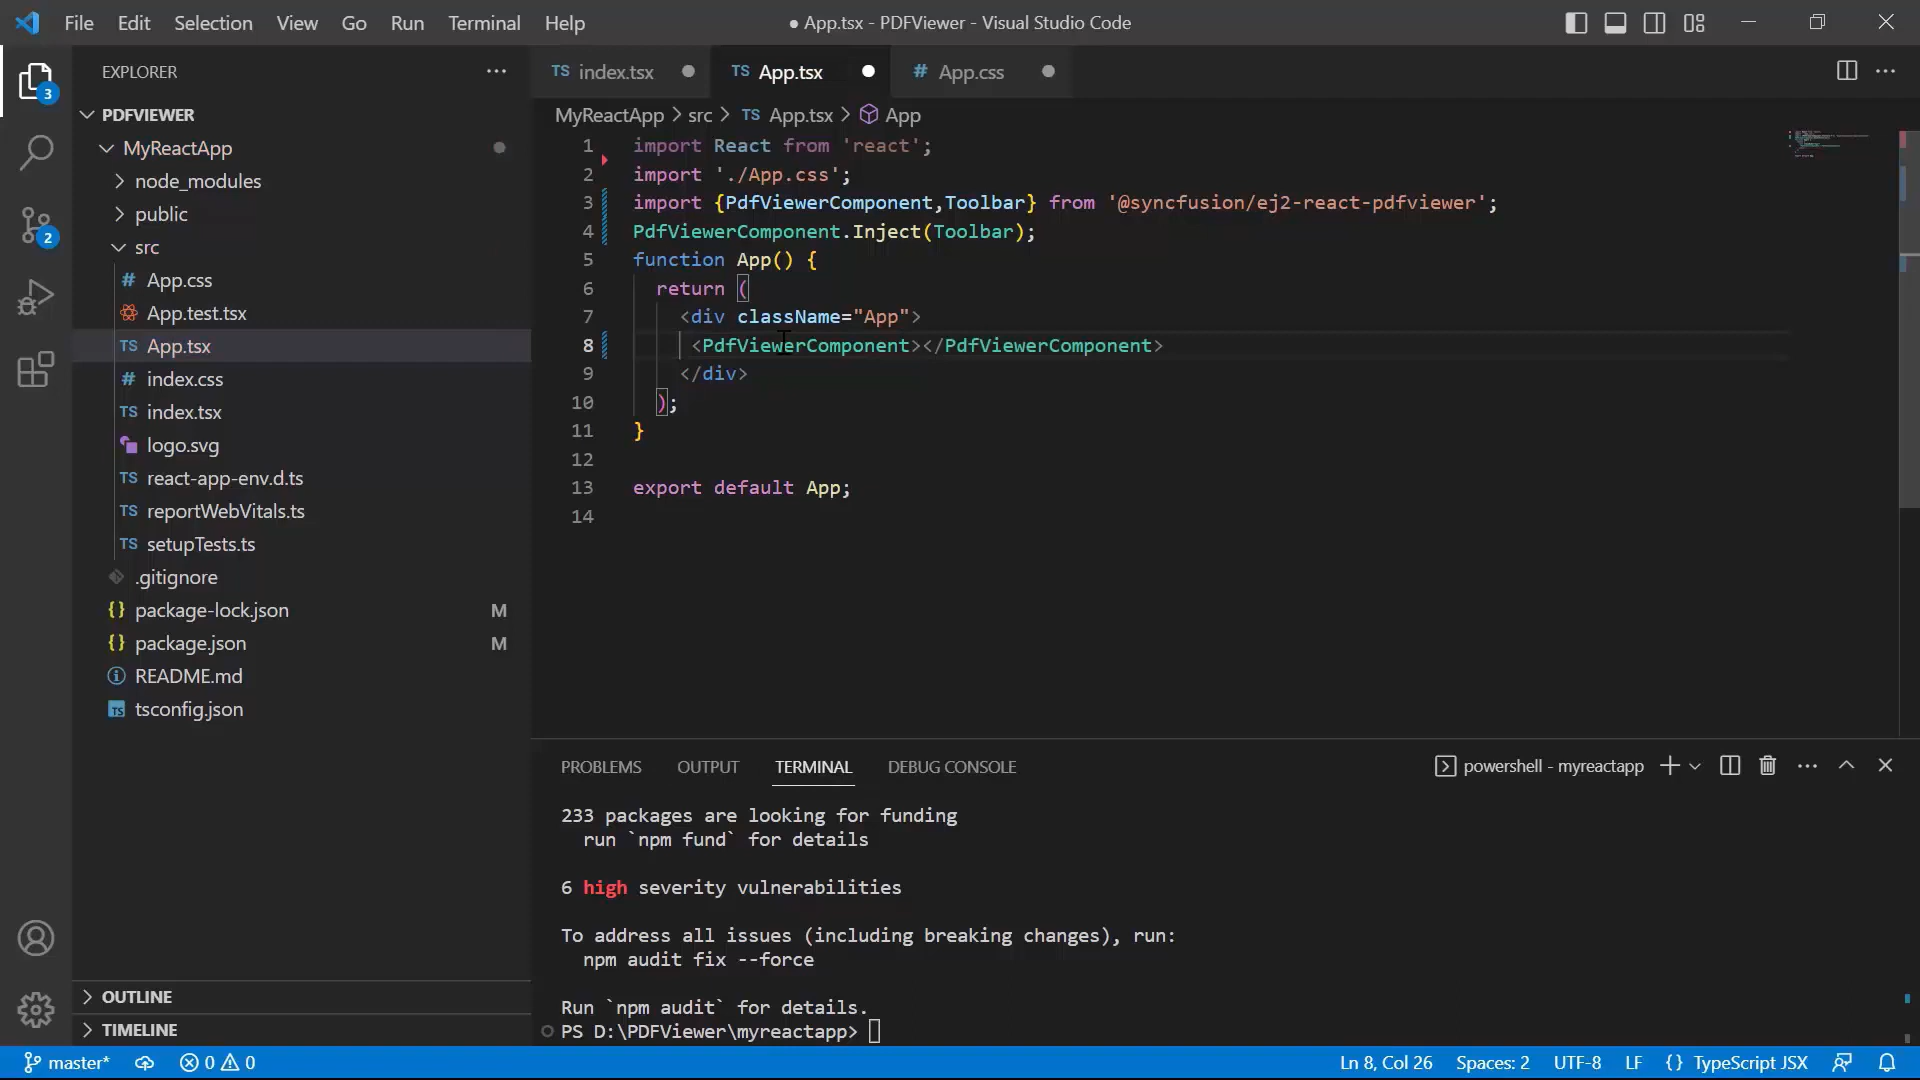 File Edit Selection View Go Run Terminal Help
● App.tsx - PDFViewer - Visual Studio Code
EXPLORER
PDFVIEWER
MyReactApp
node_modules
public
src
# App.css
App.test.tsx
TS App.tsx
# index.css
TS index.tsx
logo.svg
TS react-app-env.d.ts
TS reportWebVitals.ts
TS setupTests.ts
.gitignore
{} package-lock.json M
{} package.json M
README.md
TS tsconfig.json
OUTLINE
TIMELINE
3
2
TS index.tsx TS App.tsx # App.css
MyReactApp > src > TS App.tsx > App
1 import React from 'react';
2 import './App.css';
3 import {PdfViewerComponent,Toolbar} from '@syncfusion/ej2-react-pdfviewer';
4 PdfViewerComponent.Inject(Toolbar);
5 function App() {
6 return (
7 <div className="App">
8 <PdfViewerComponent></PdfViewerComponent>
9 </div>
10 );
11 }
12
13 export default App;
14
PROBLEMS OUTPUT TERMINAL DEBUG CONSOLE
powershell - myreactapp
233 packages are looking for funding
run `npm fund` for details
6 high severity vulnerabilities
To address all issues (including breaking changes), run:
npm audit fix --force
Run `npm audit` for details.
PS D:\PDFViewer\myreactapp>
master* 0 0
Ln 8, Col 26 Spaces: 2 UTF-8 LF {} TypeScript JSX